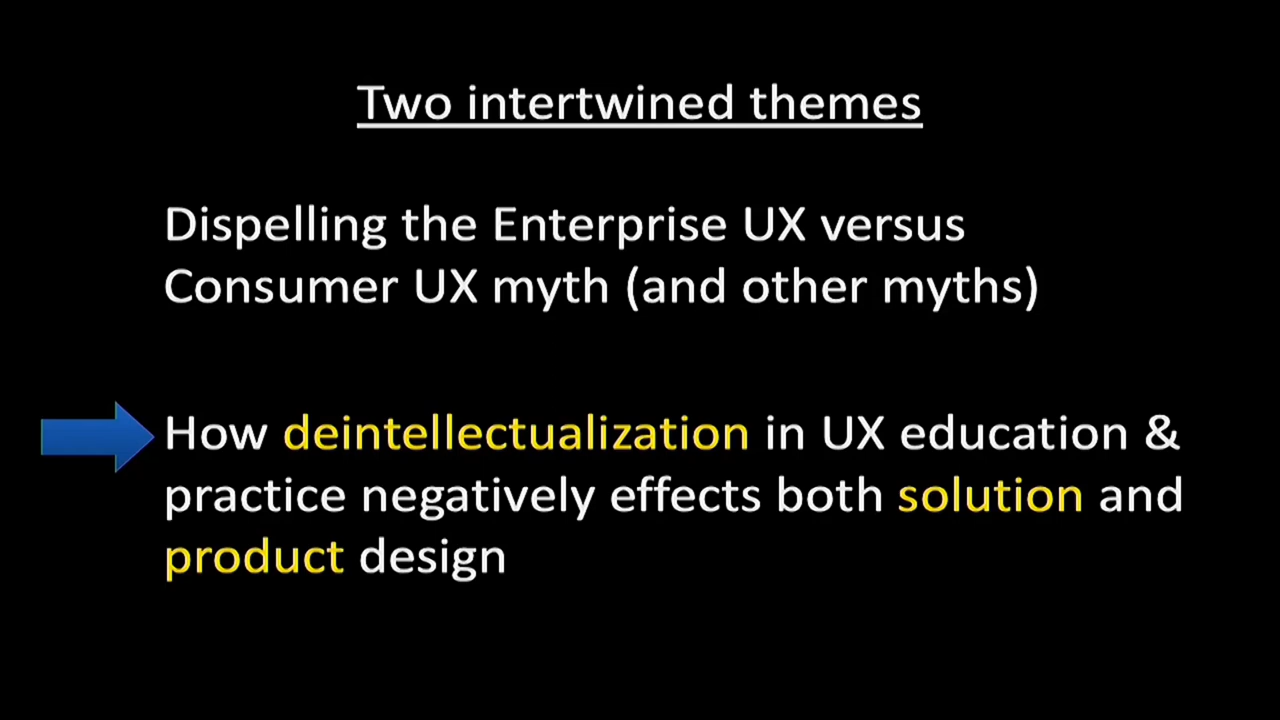 Two intertwined themes
Dispelling the Enterprise UX versus
Consumer UX myth (and other myths)
How deintellectualization in UX education &
practice negatively effects both solution and
product design